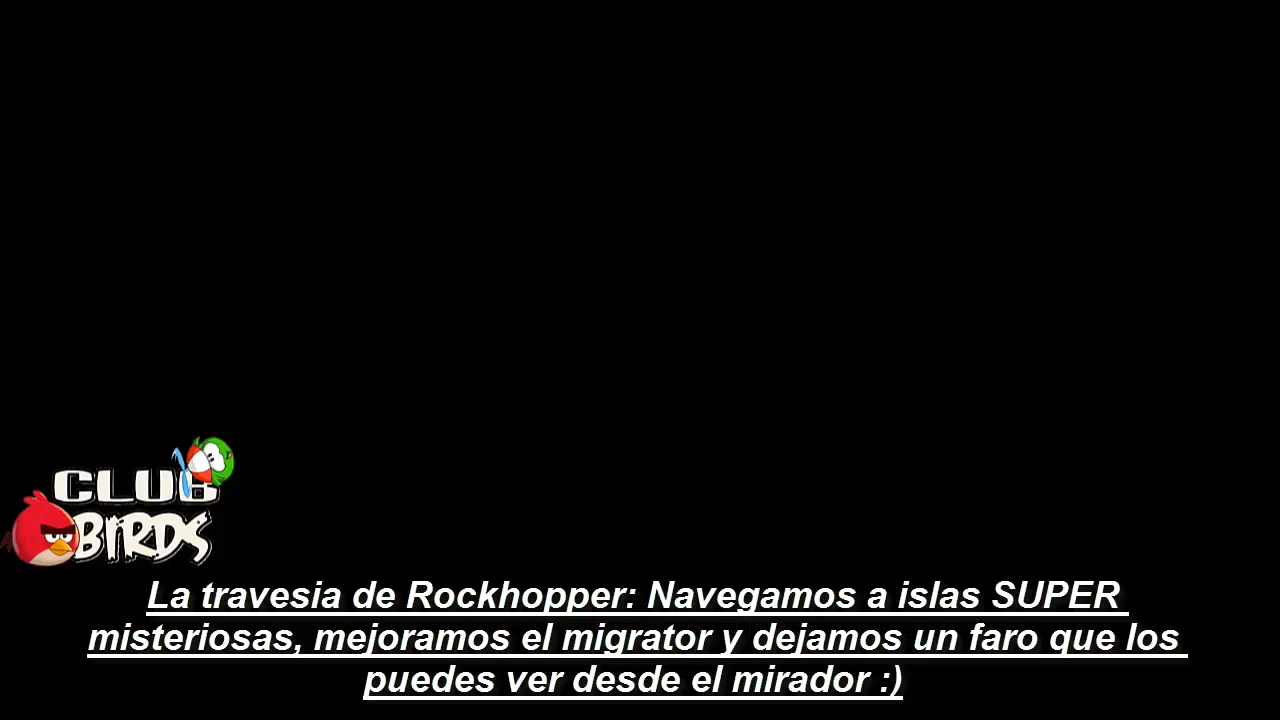 CLUB
BIRDS
La travesia de Rockhopper: Navegamos a islas SUPER
misteriosas, mejoramos el migrator y dejamos un faro que los
puedes ver desde el mirador :)